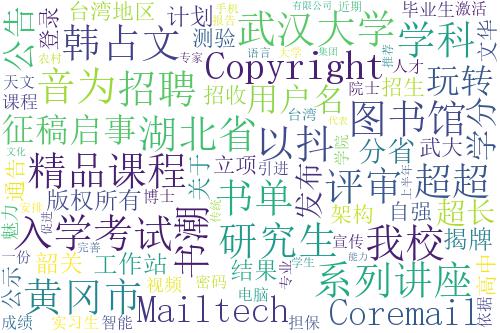 台湾地区 计划 武汉大学 毕业生 激活
有限公司 近期
手机 报告
公告 登录 韩占文 测验 语言 大学 集团 推荐 学科 文华
农村 专家 院士 人才
天文 音为 招聘 Copyright 招生 玩转
课程 招收 用户名 台湾 代表
征稿 启事 湖北省 以抖 图书馆 学分
文化 精品课程 立项 引进 学院 分省 武大 上半年
通告 关于 书单 发布 评审 超超
魅力 安排 版权所有 博士 传统 架构 自强 超长
促进 入学考试 书潮 研究生 我校 揭牌
公示 一份 韶关 工作站 完善 结果 宣传 专业 学生 系列讲座 依据 高中
黄冈市 视频 密码 能力
成绩 实习生 智能 Mailtech 电脑 担保 Coremail